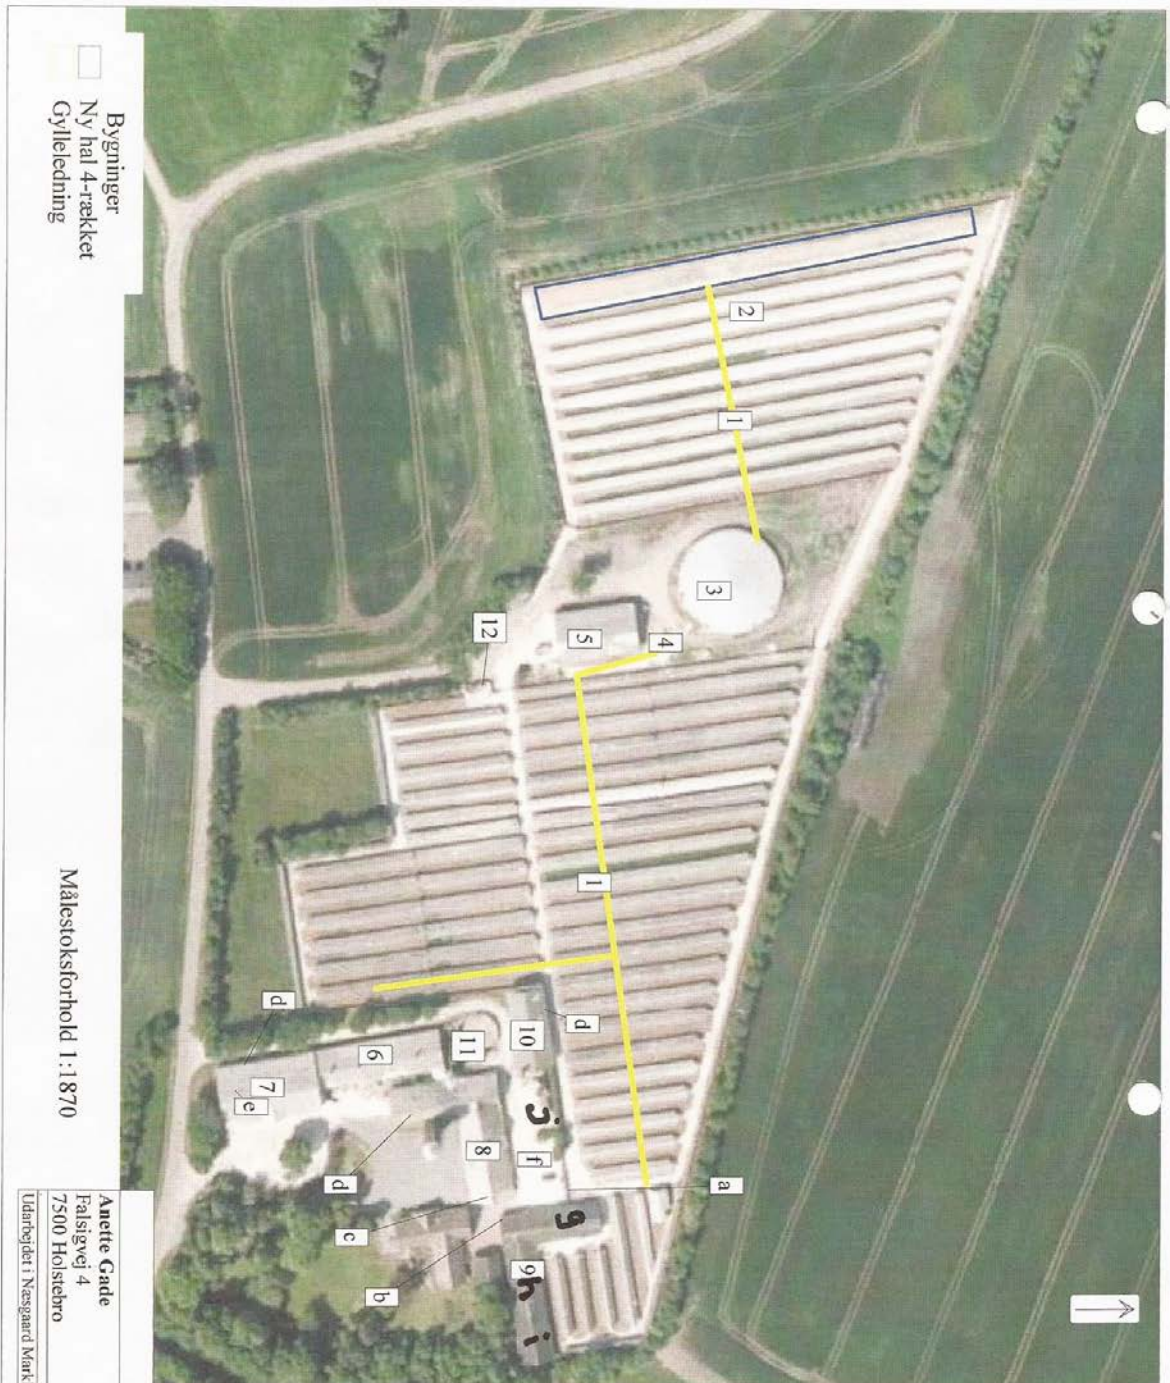 2
1
a
3
4
1
5
d
g
j
f
10
9
h
i
12
8
11
b
6
c
d
d
7
e
Bygninger
Ny hal 4-rækket
Gylleledning
Målestoksforhold 1:1870
Anette Gade
Falsigvej 4
7500 Holstebro
Udarbejdet i Næsgaard Mark